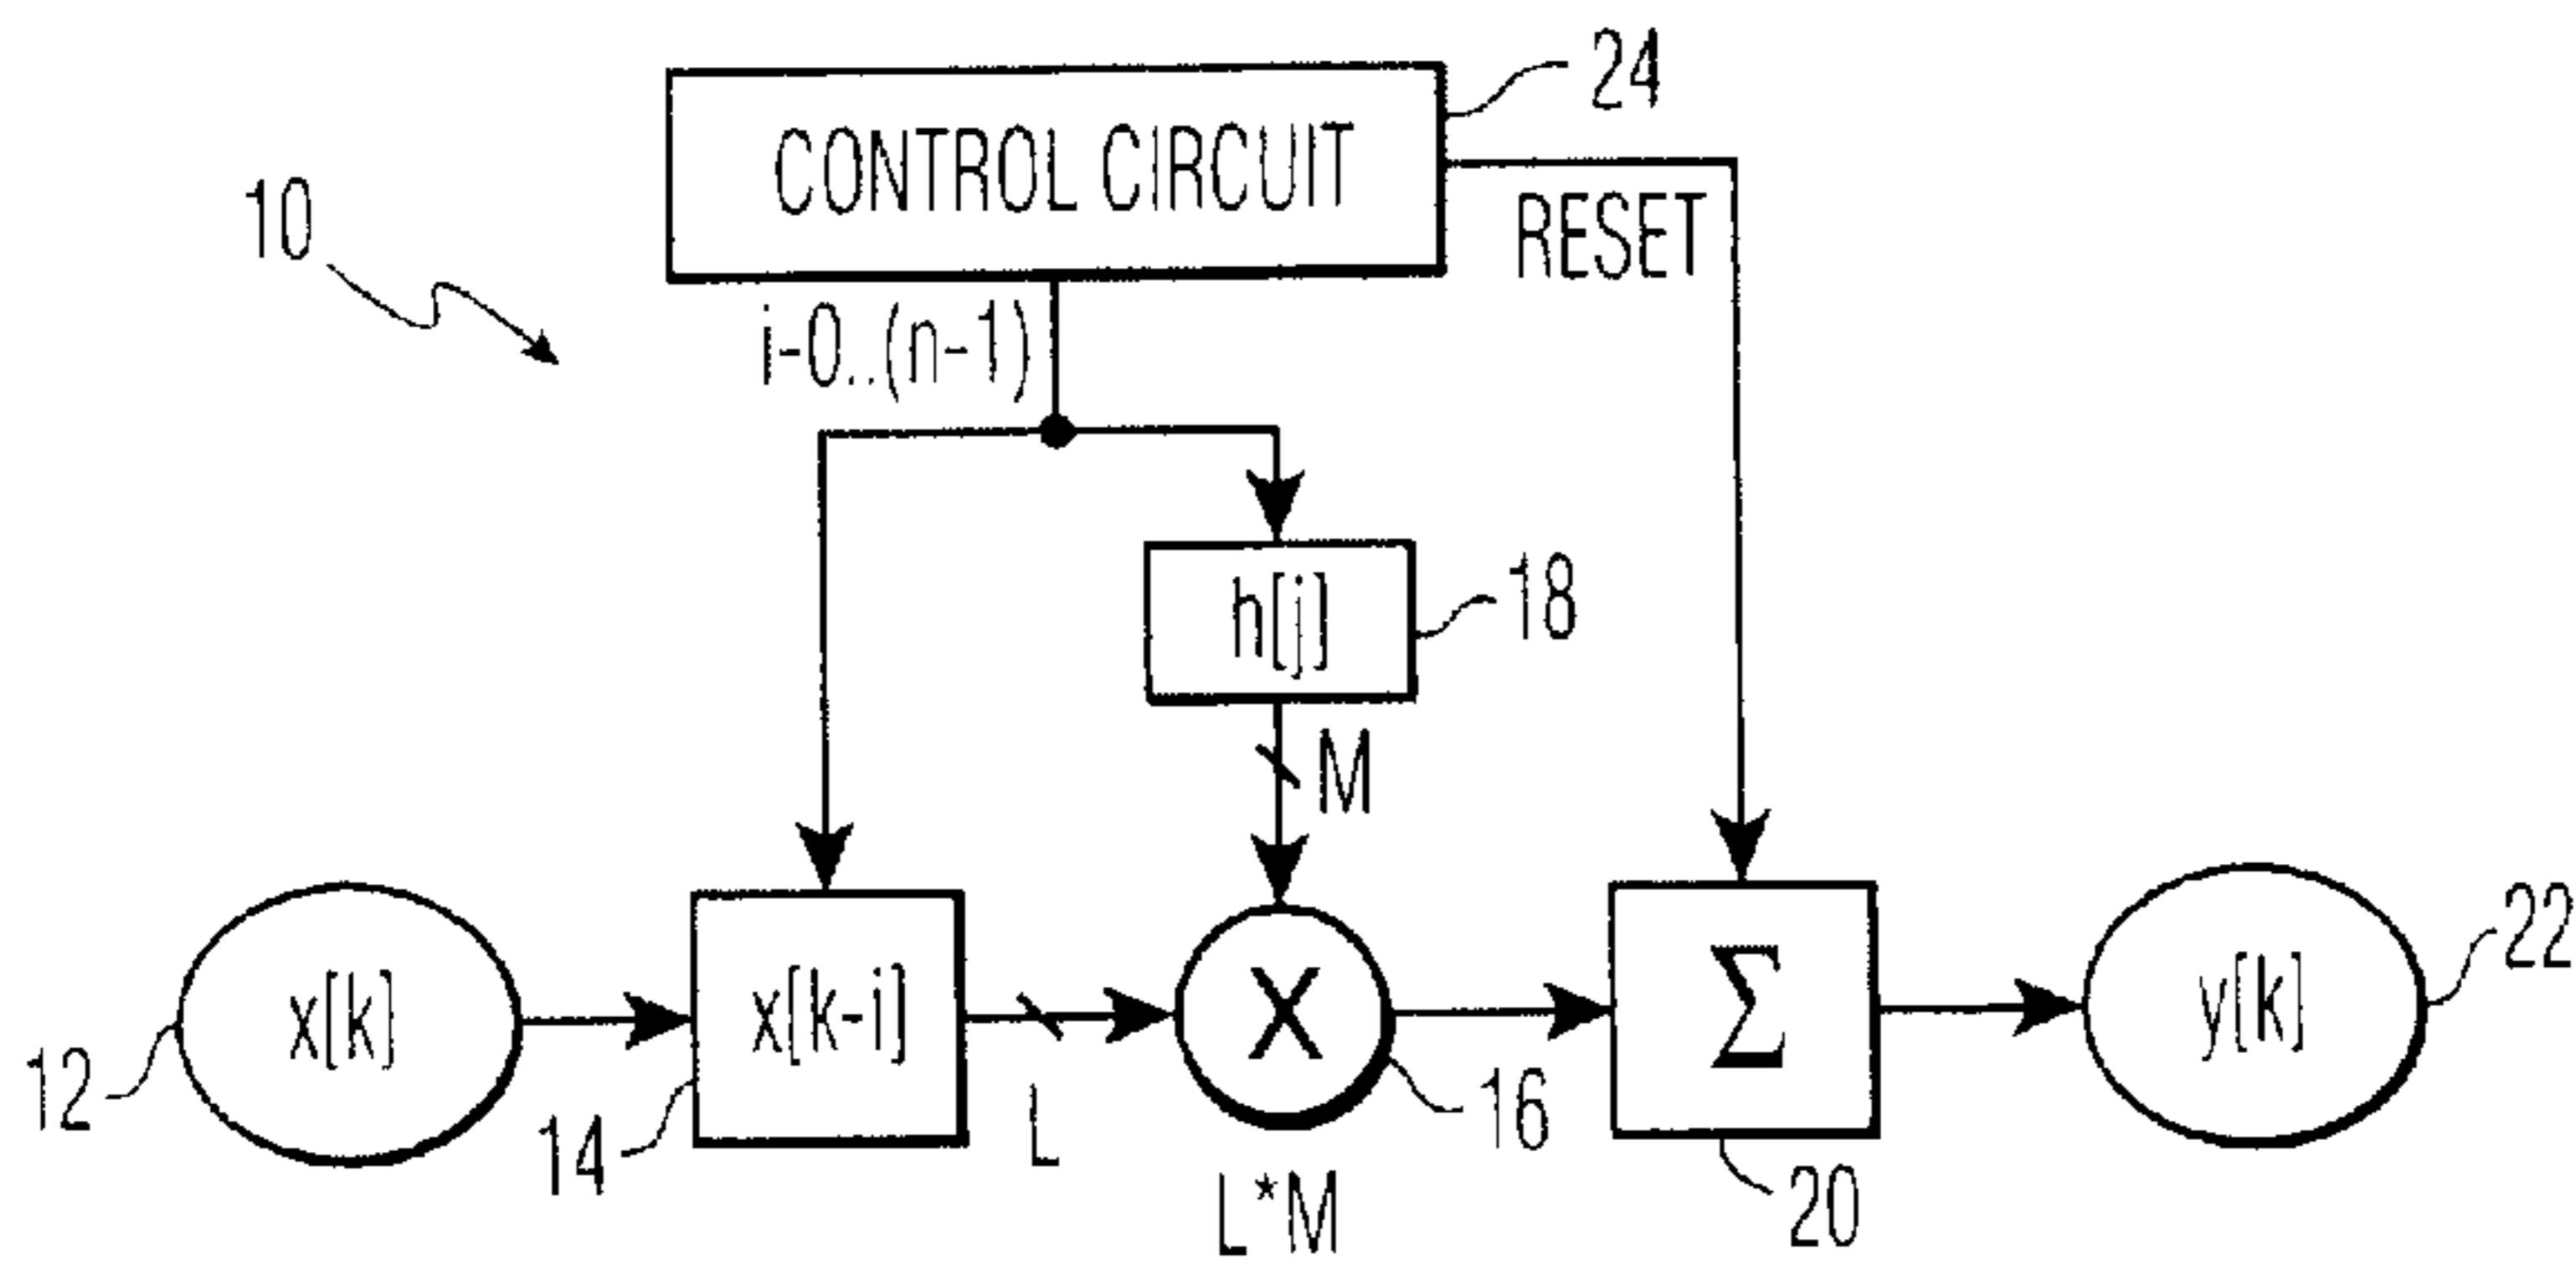 24
CONTROL CIRCUIT
10
RESET
i-0..(n-1)
h[j]
18
M
x[k]
x[k-i]
X
Σ
y[k]
22
12
14
L
16
L*M
20